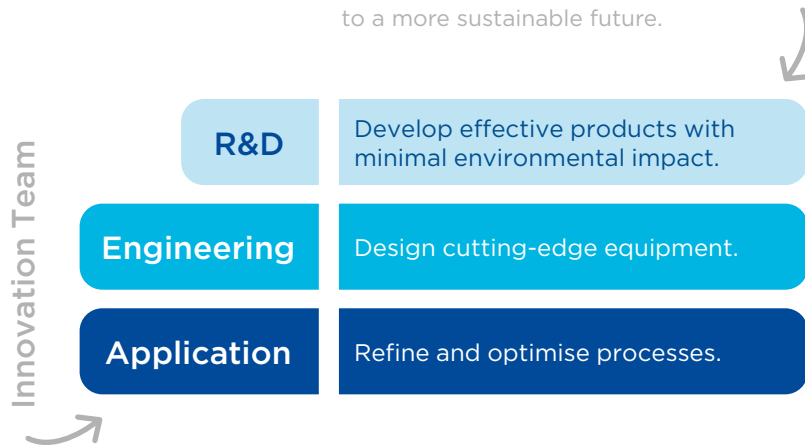 to a more sustainable future.
R&D
Develop effective products with
minimal environmental impact.
Engineering
Design cutting-edge equipment.
Application
Refine and optimise processes.
Innovation Team